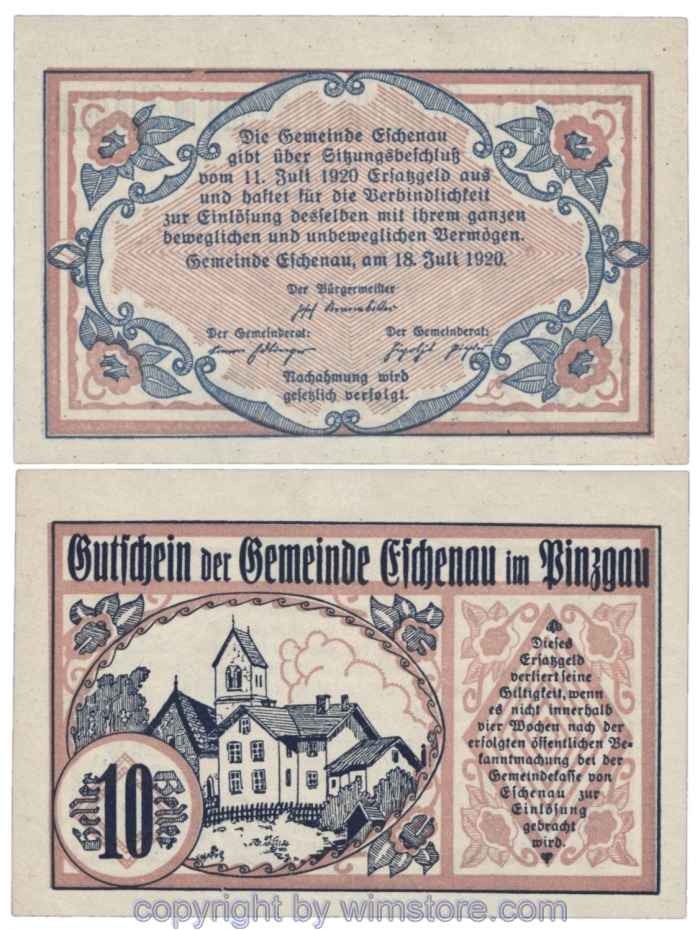 Die Gemeinde Eschenau
gibt über Sitzungsbeschluß
vom 11. Juli 1920 Ersatzgeld aus
und haftet für die Verbindlichkeit
zur Einlösung desselben mit ihrem ganzen
beweglichen und unbeweglichen Vermögen.
Gemeinde Eschenau, am 18. Juli 1920.
Der Bürgermeister
Der Gemeinderat: Der Gemeinderat:
Nachahmung wird
gesetzlich verfolgt.
Gutschein der Gemeinde Eschenau im Pinzgau
Heller 10 Heller
Dieses
Ersatzgeld
verliert seine
Giltigkeit, wenn
es nicht innerhalb
vier Wochen nach der
erfolgten öffentlichen Be-
kanntmachung bei der
Gemeindekasse von
Eschenau zur
Einlösung
gebracht
wird.
copyright by wimstore.com